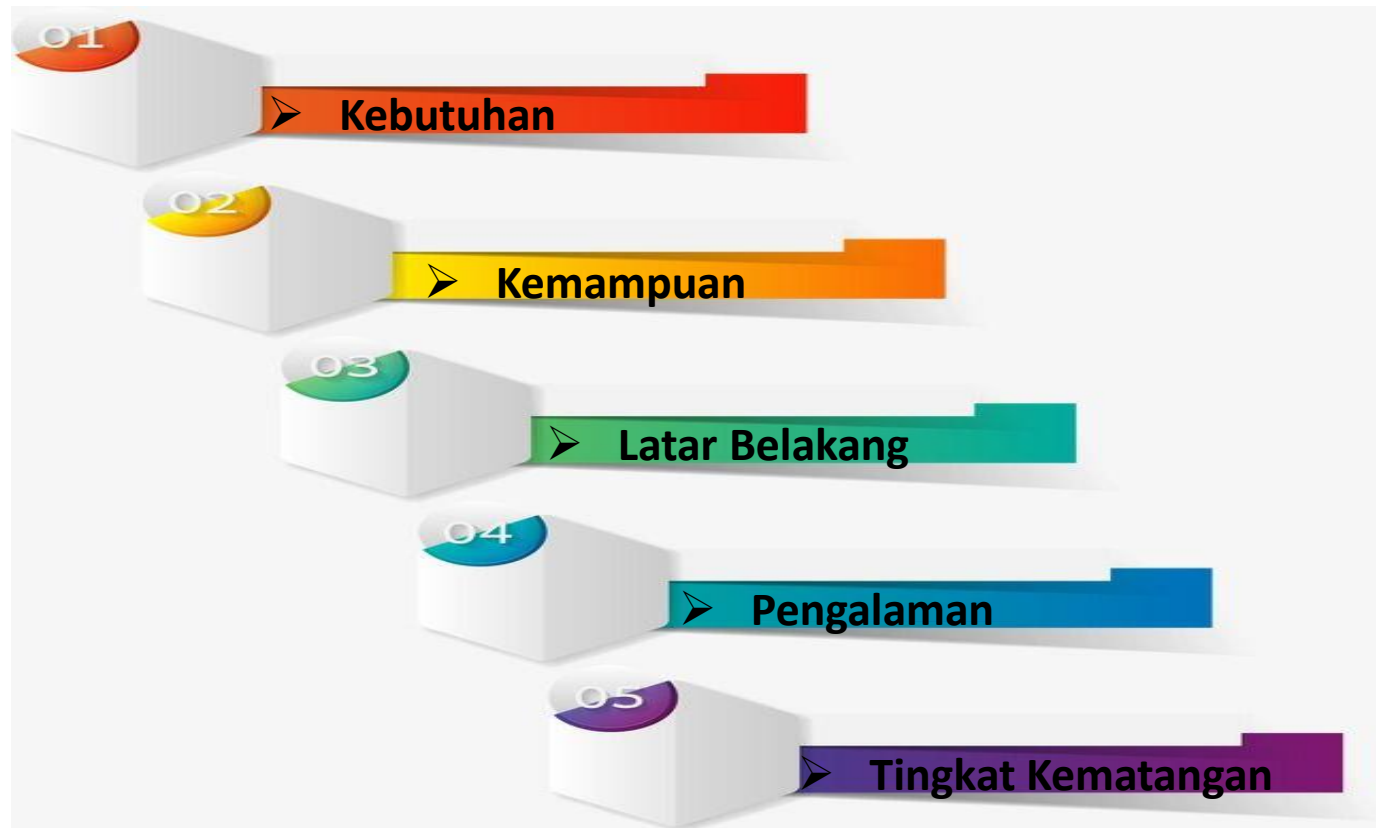 01
➢ Kebutuhan
02
➢ Kemampuan
03
➢ Latar Belakang
04
➢ Pengalaman
05
➢ Tingkat Kematangan